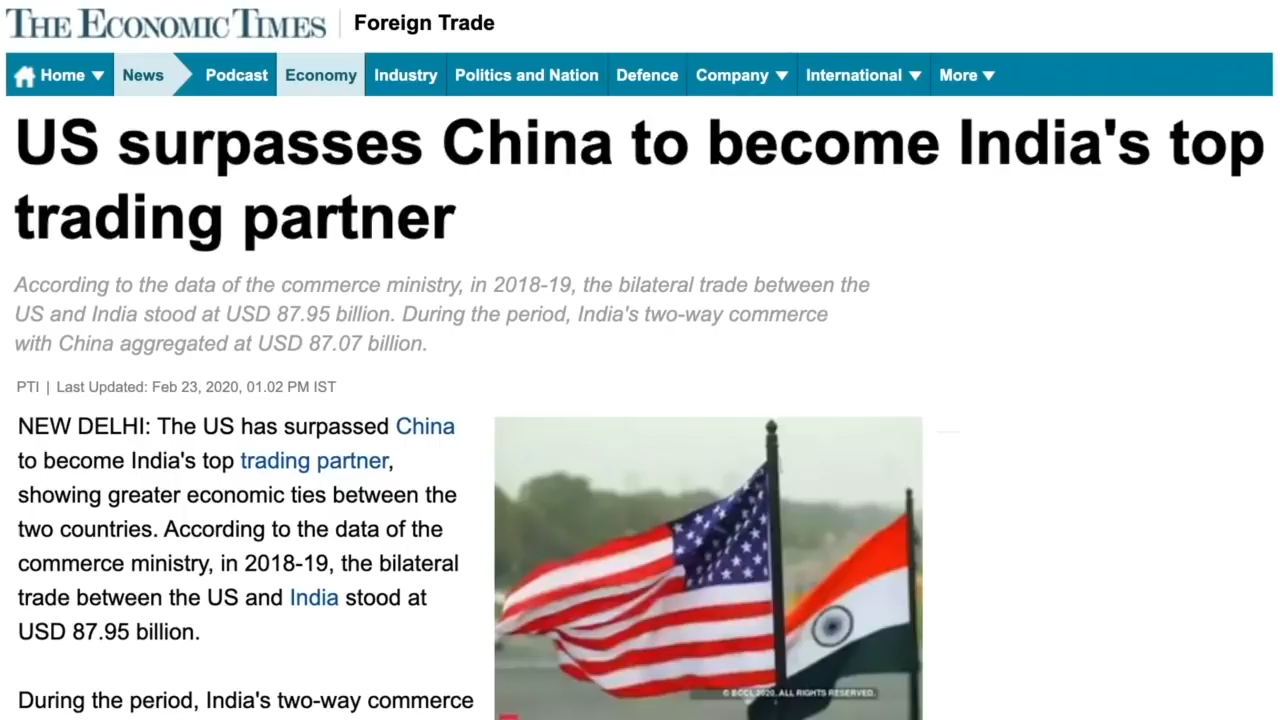 THE ECONOMIC TIMES
Foreign Trade
Home News Podcast Economy Industry Politics and Nation Defence Company International More
US surpasses China to become India's top
trading partner
According to the data of the commerce ministry, in 2018-19, the bilateral trade between the
US and India stood at USD 87.95 billion. During the period, India's two-way commerce
with China aggregated at USD 87.07 billion.
PTI | Last Updated: Feb 23, 2020, 01.02 PM IST
NEW DELHI: The US has surpassed China
to become India's top trading partner,
showing greater economic ties between the
two countries. According to the data of the
commerce ministry, in 2018-19, the bilateral
trade between the US and India stood at
USD 87.95 billion.
During the period, India's two-way commerce
© BCCL 2020. ALL RIGHTS RESERVED.